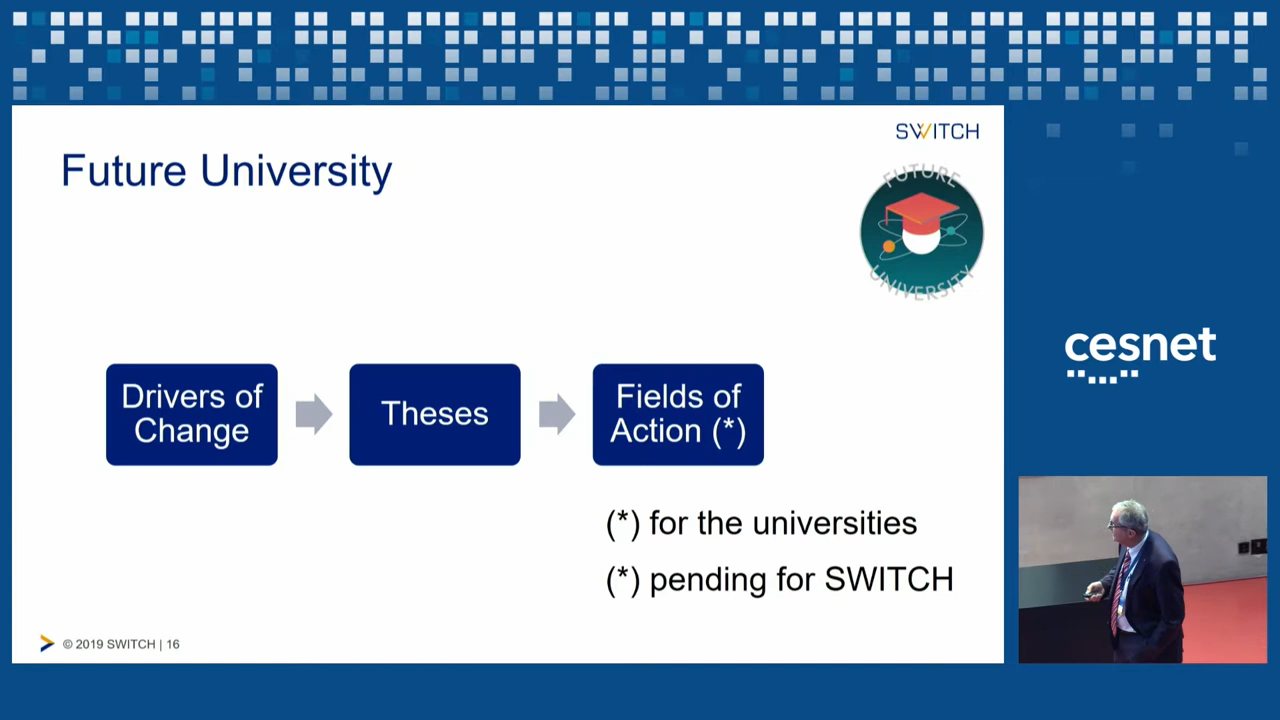 SWITCH
Future University
FUTURE
UNIVERSITY
cesnet
Drivers of
Change
Theses
Fields of
Action (*)
(*) for the universities
(*) pending for SWITCH
© 2019 SWITCH | 16